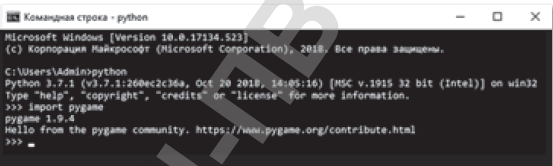 Командная строка - python
Microsoft Windows [Version 10.0.17134.523]
(c) Корпорация Майкрософт (Microsoft Corporation), 2018. Все права защищены.
C:\Users\Admin>python
Python 3.7.1 (v3.7.1:260ec2c36a, Oct 20 2018, 14:05:16) [MSC v.1915 32 bit (Intel)] on win32
Type "help", "copyright", "credits" or "license" for more information.
>>> import pygame
pygame 1.9.4
Hello from the pygame community. https://www.pygame.org/contribute.html
>>>